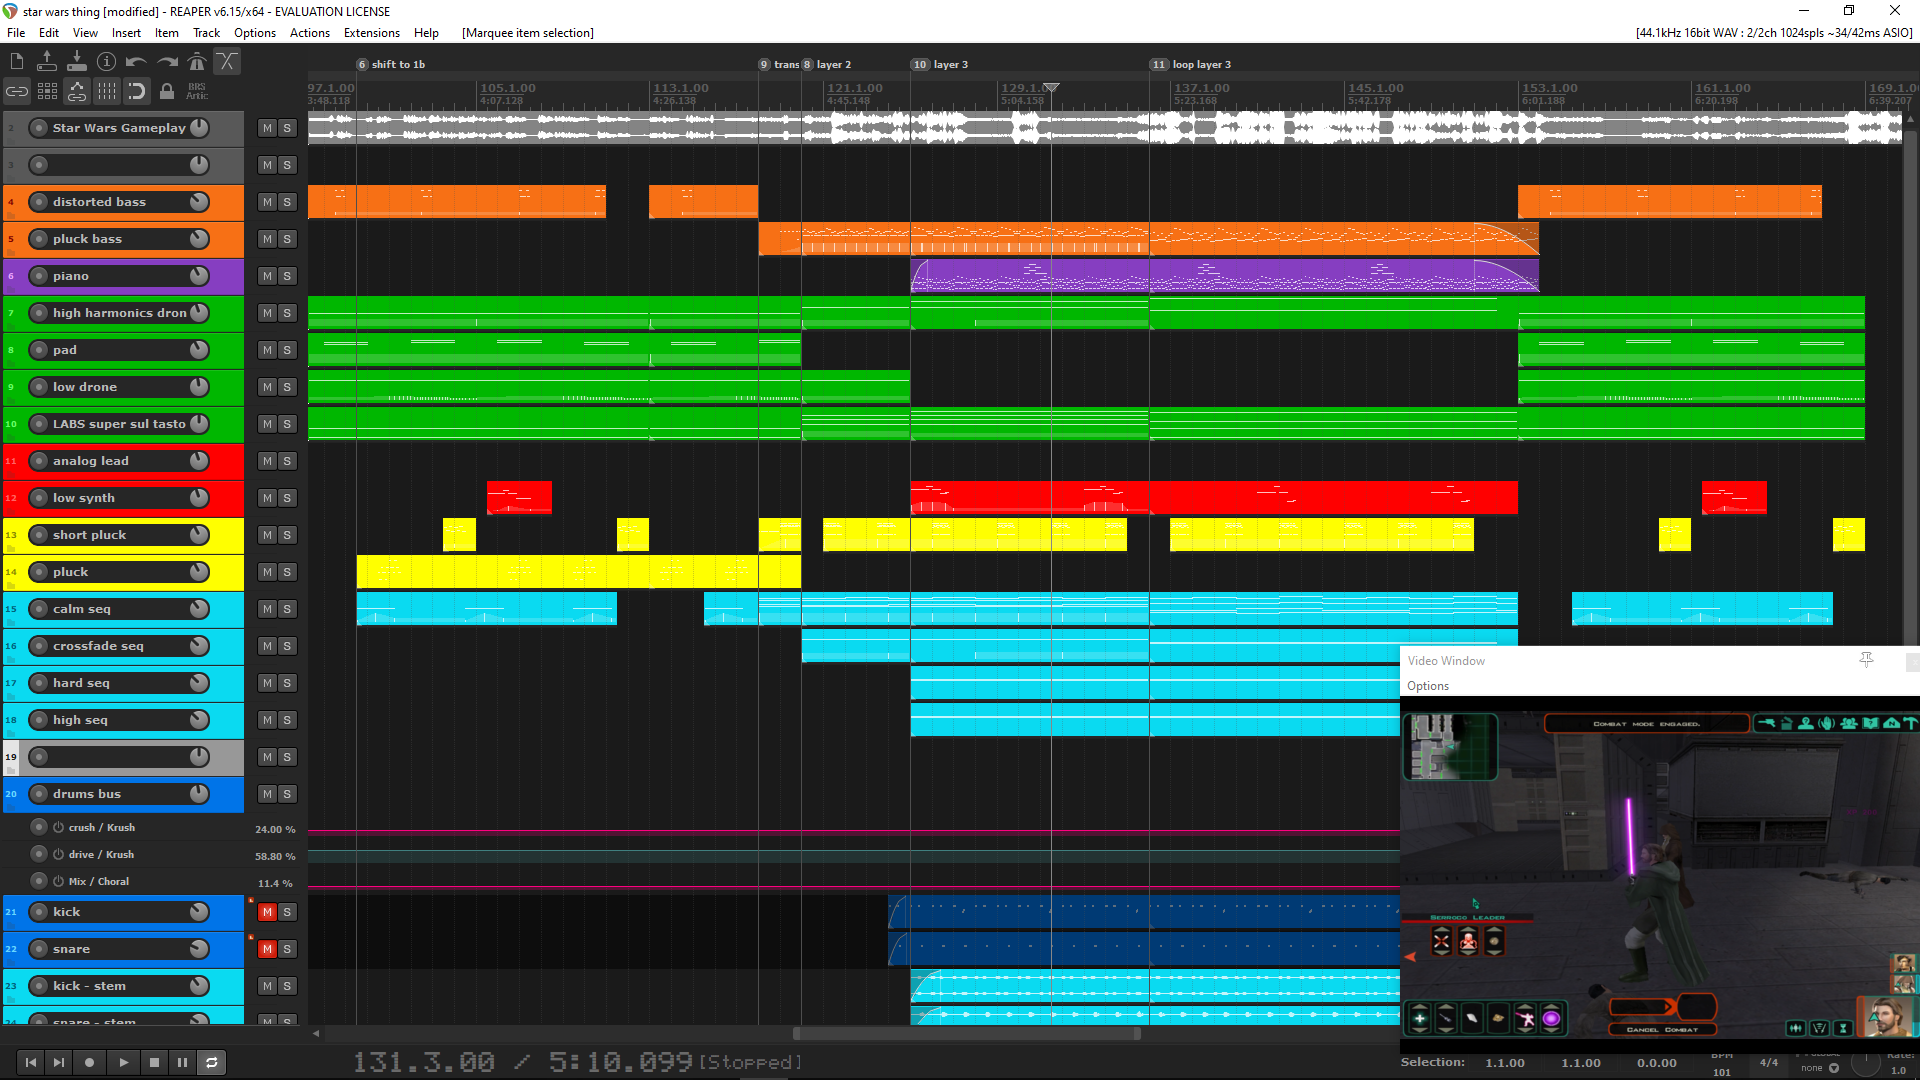 star wars thing [modified] - REAPER v6.15/x64 - EVALUATION LICENSE
File Edit View Insert Item Track Options Actions Extensions Help [Marquee item selection]
[44.1kHz 16bit WAV : 2/2ch 1024spls ~34/42ms ASIO]
BRS
Artic
6 shift to 1b
9 trans
8 layer 2
10 layer 3
11 loop layer 3
97.1.00 105.1.00 113.1.00 121.1.00 129.1. 137.1.00 145.1.00 153.1.00 161.1.00 169.1.0
3:48.118 4:07.128 4:26.138 4:45.148 5:04.158 5:23.168 5:42.178 6:01.188 6:20.198 6:39.207
2 Star Wars Gameplay M S
3 M S
4 distorted bass M S
5 pluck bass M S
6 piano M S
7 high harmonics dron M S
8 pad M S
9 low drone M S
10 LABS super sul tasto M S
11 analog lead M S
12 low synth M S
13 short pluck M S
14 pluck M S
15 calm seq M S
16 crossfade seq M S
17 hard seq M S
18 high seq M S
19 M S
20 drums bus M S
crush / Krush 24.00 %
drive / Krush 58.80 %
Mix / Choral 11.4 %
21 kick M S
22 snare M S
23 kick - stem M S
24 snare - stem M S
Video Window
Options
Combat mode engaged.
Serroco Leader
Cancel Combat
131.3.00 / 5:10.099 [Stopped]
Selection: 1.1.00 1.1.00 0.0.00
BPM
101
4/4
GLOBAL
none
Rate:
1.0